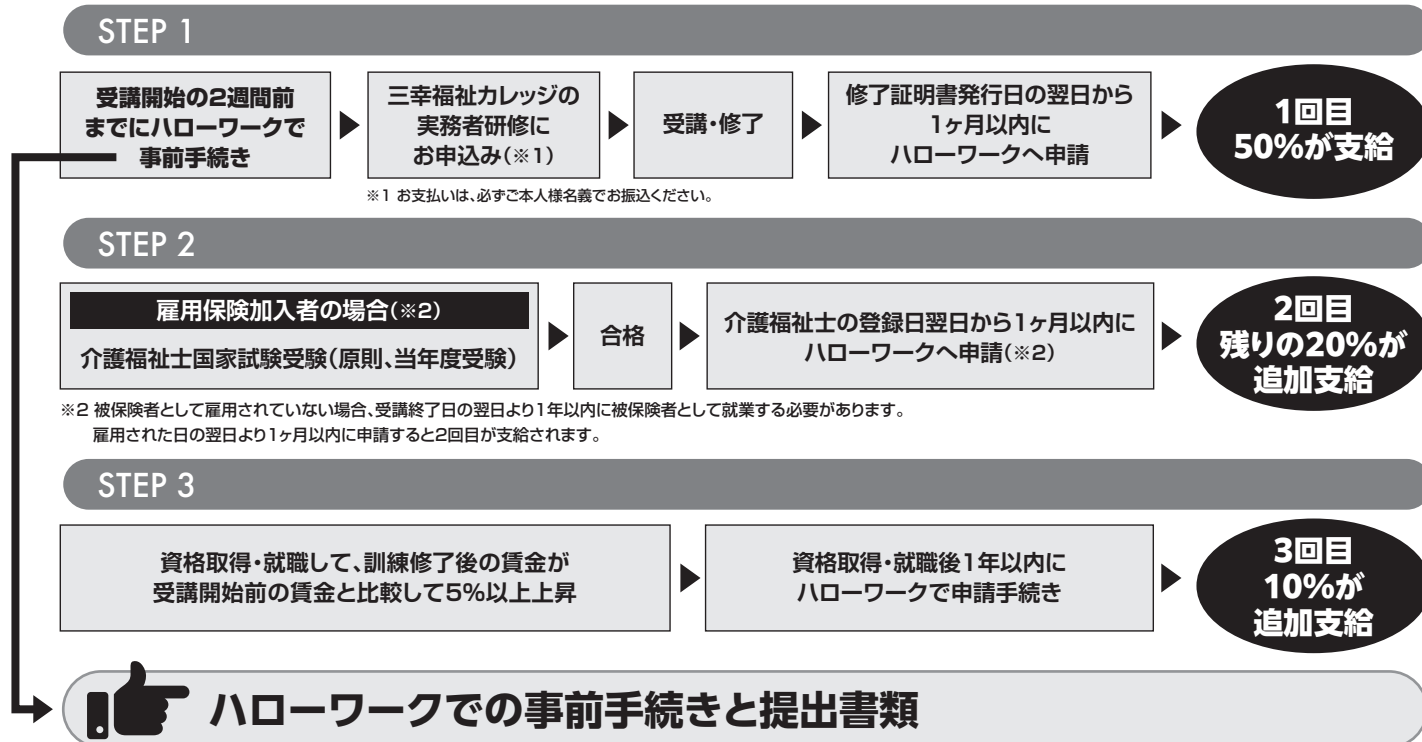 STEP 1
受講開始の2週間前
までにハローワークで
事前手続き
三幸福祉カレッジの
実務者研修に
お申込み(※1)
受講・修了
修了証明書発行日の翌日から
1ヶ月以内に
ハローワークへ申請
1回目
50%が支給
※1 お支払いは、必ずご本人様名義でお振込ください。
STEP 2
雇用保険加入者の場合(※2)
介護福祉士国家試験受験(原則、当年度受験)
合格
介護福祉士の登録日翌日から1ヶ月以内に
ハローワークへ申請(※2)
2回目
残りの20%が
追加支給
※2 被保険者として雇用されていない場合、受講終了日の翌日より1年以内に被保険者として就業する必要があります。
雇用された日の翌日より1ヶ月以内に申請すると2回目が支給されます。
STEP 3
資格取得・就職して、訓練修了後の賃金が
受講開始前の賃金と比較して5%以上上昇
資格取得・就職後1年以内に
ハローワークで申請手続き
3回目
10%が
追加支給
ハローワークでの事前手続きと提出書類